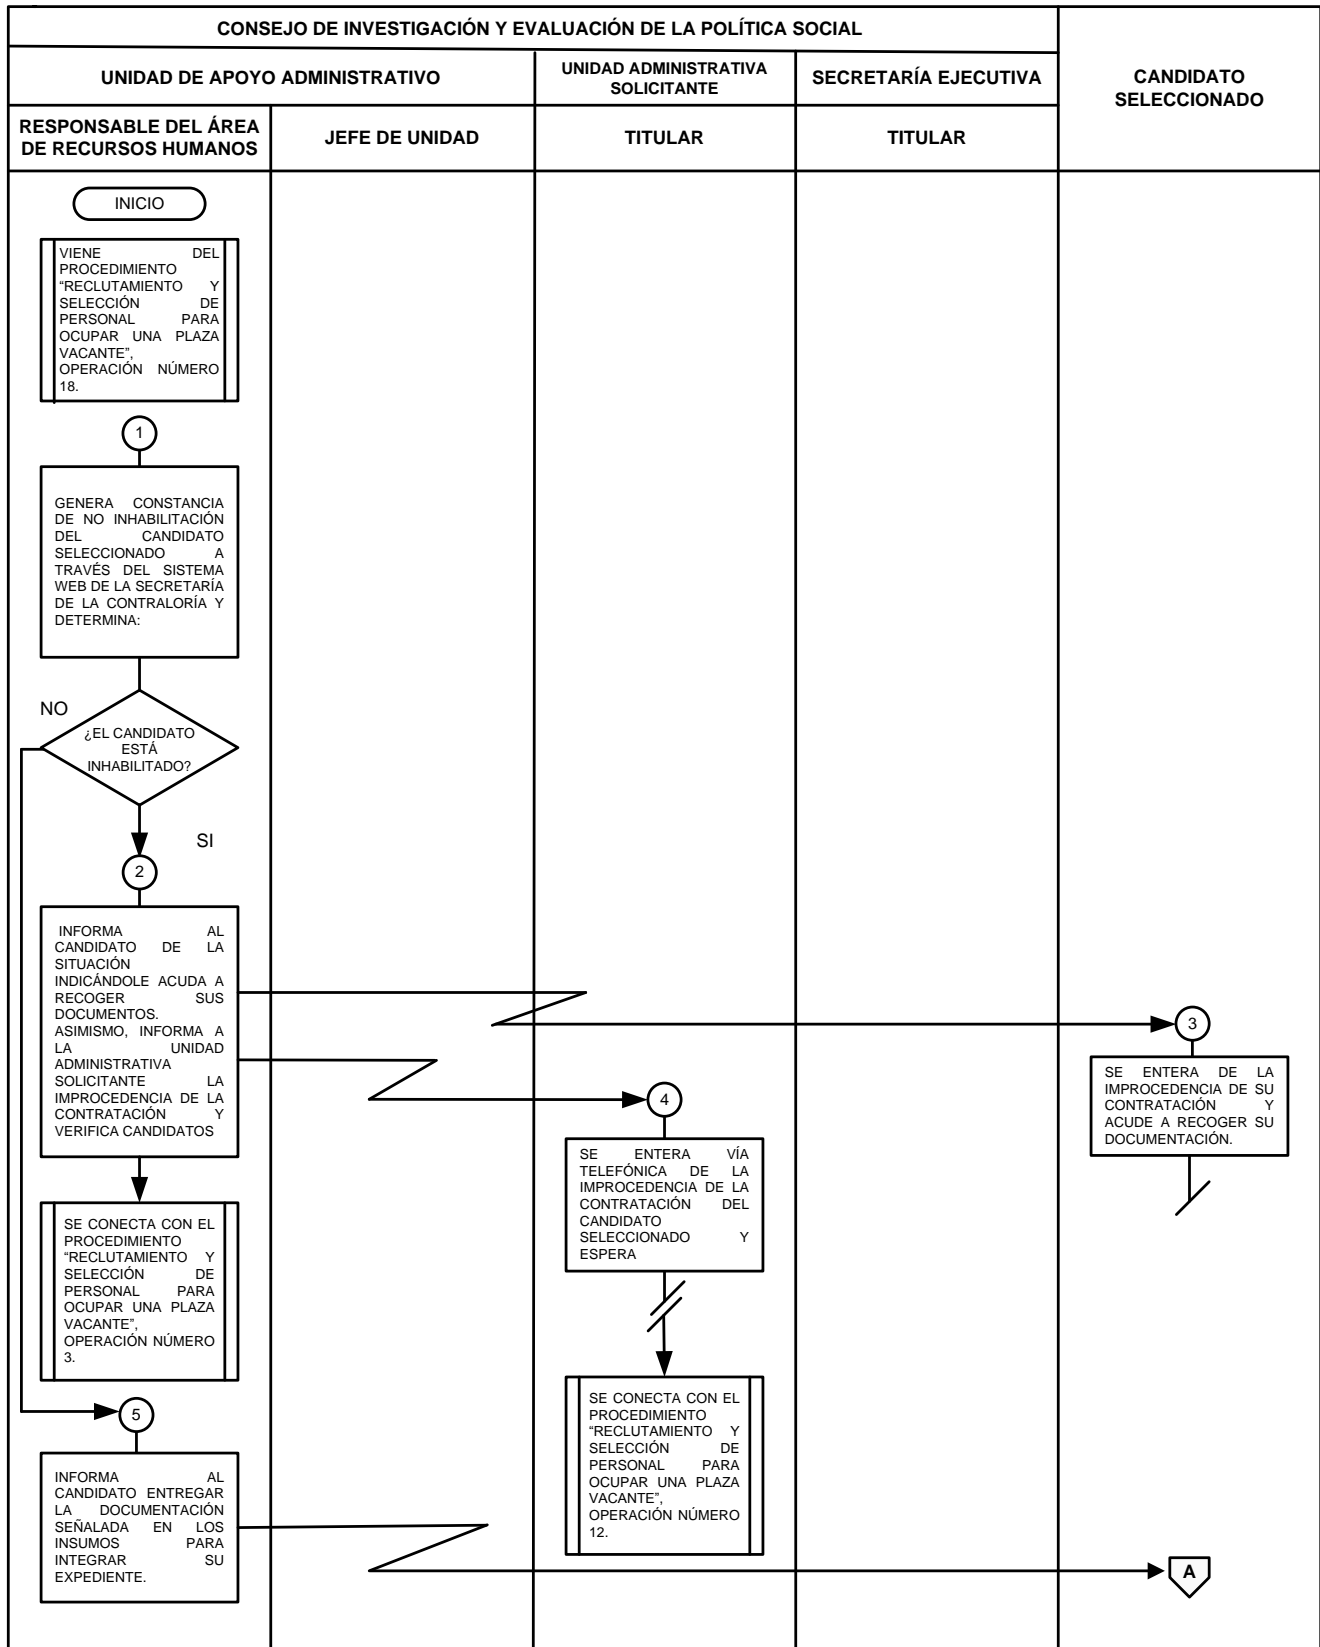 CONSEJO DE INVESTIGACIÓN Y EVALUACIÓN DE LA POLÍTICA SOCIAL
UNIDAD DE APOYO ADMINISTRATIVO
UNIDAD ADMINISTRATIVA
SOLICITANTE
SECRETARÍA EJECUTIVA
CANDIDATO
SELECCIONADO
RESPONSABLE DEL ÁREA
DE RECURSOS HUMANOS
JEFE DE UNIDAD
TITULAR
TITULAR
INICIO
VIENE DEL
PROCEDIMIENTO
“RECLUTAMIENTO Y
SELECCIÓN DE
PERSONAL PARA
OCUPAR UNA PLAZA
VACANTE”,
OPERACIÓN NÚMERO
18.
1
GENERA CONSTANCIA
DE NO INHABILITACIÓN
DEL CANDIDATO
SELECCIONADO A
TRAVÉS DEL SISTEMA
WEB DE LA SECRETARÍA
DE LA CONTRALORÍA Y
DETERMINA:
NO
¿EL CANDIDATO
ESTÁ
INHABILITADO?
SI
2
INFORMA AL
CANDIDATO DE LA
SITUACIÓN
INDICÁNDOLE ACUDA A
RECOGER SUS
DOCUMENTOS.
ASIMISMO, INFORMA A
LA UNIDAD
ADMINISTRATIVA
SOLICITANTE LA
IMPROCEDENCIA DE LA
CONTRATACIÓN Y
VERIFICA CANDIDATOS
3
SE ENTERA DE LA
IMPROCEDENCIA DE SU
CONTRATACIÓN Y
ACUDE A RECOGER SU
DOCUMENTACIÓN.
4
SE ENTERA VÍA
TELEFÓNICA DE LA
IMPROCEDENCIA DE LA
CONTRATACIÓN DEL
CANDIDATO
SELECCIONADO Y
ESPERA
SE CONECTA CON EL
PROCEDIMIENTO
“RECLUTAMIENTO Y
SELECCIÓN DE
PERSONAL PARA
OCUPAR UNA PLAZA
VACANTE”,
OPERACIÓN NÚMERO
3.
SE CONECTA CON EL
PROCEDIMIENTO
“RECLUTAMIENTO Y
SELECCIÓN DE
PERSONAL PARA
OCUPAR UNA PLAZA
VACANTE”,
OPERACIÓN NÚMERO
12.
5
INFORMA AL
CANDIDATO ENTREGAR
LA DOCUMENTACIÓN
SEÑALADA EN LOS
INSUMOS PARA
INTEGRAR SU
EXPEDIENTE.
A